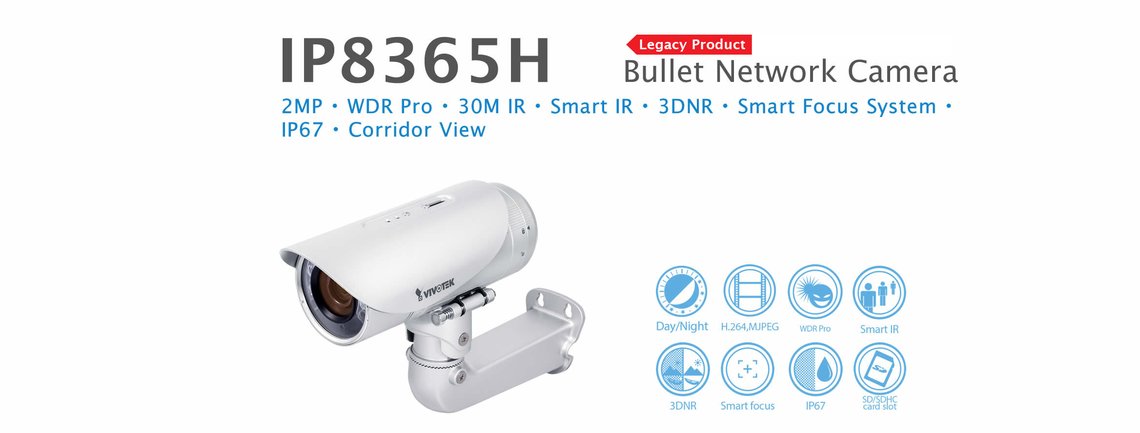 IP8365H
Legacy Product
Bullet Network Camera
2MP • WDR Pro • 30M IR • Smart IR • 3DNR • Smart Focus System •
IP67 • Corridor View
VIVOTEK
Day/Night
H.264,MJPEG
WDR Pro
Smart IR
3DNR
Smart focus
IP67
SD/SDHC
card slot